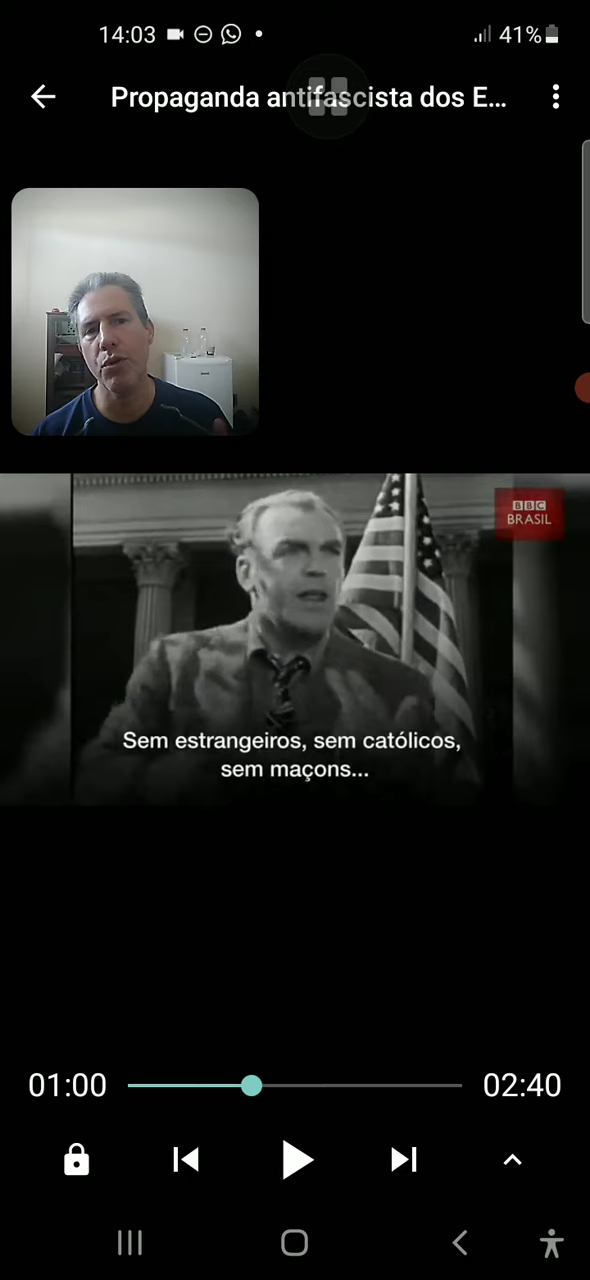 14:03
41%
Propaganda antifascista dos E...
BBC
BRASIL
Sem estrangeiros, sem católicos,
sem maçons...
01:00
02:40